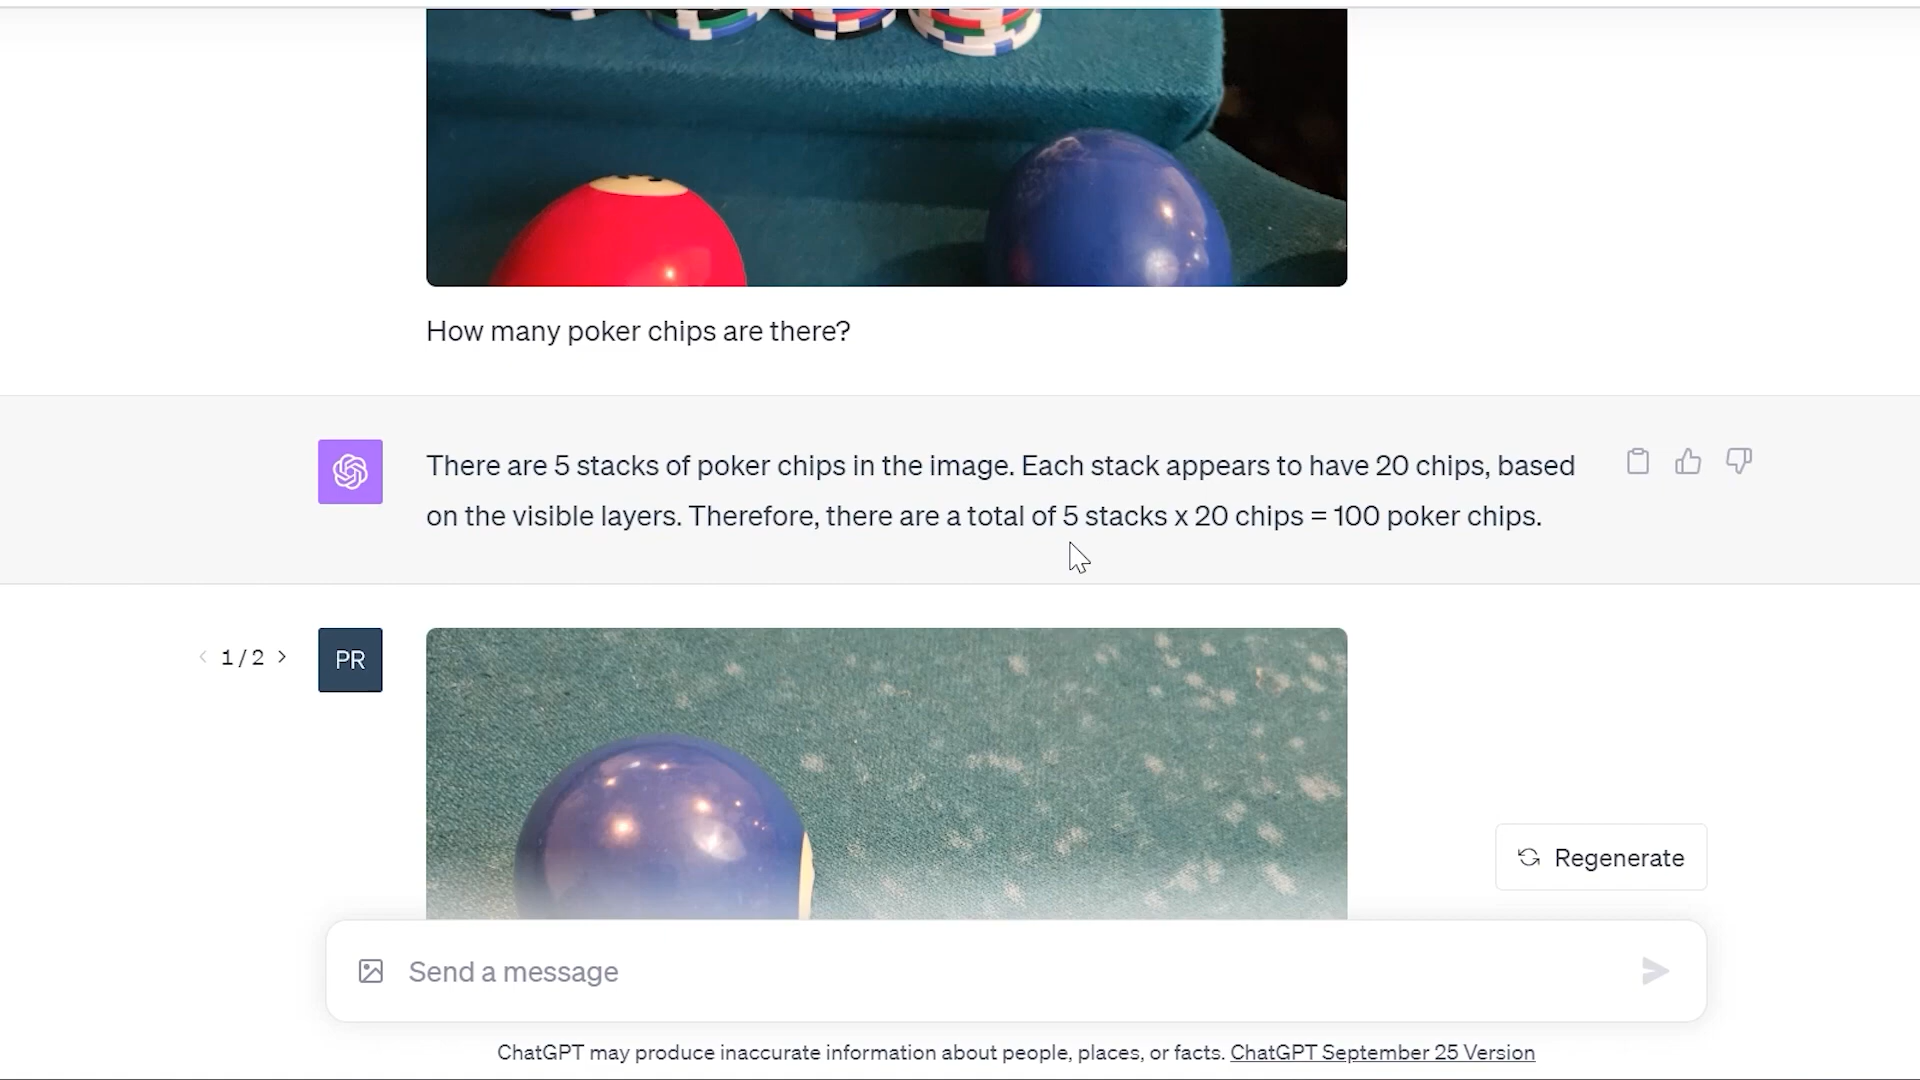 How many poker chips are there?
There are 5 stacks of poker chips in the image. Each stack appears to have 20 chips, based
on the visible layers. Therefore, there are a total of 5 stacks x 20 chips = 100 poker chips.
1 / 2
PR
Regenerate
Send a message
ChatGPT may produce inaccurate information about people, places, or facts. ChatGPT September 25 Version